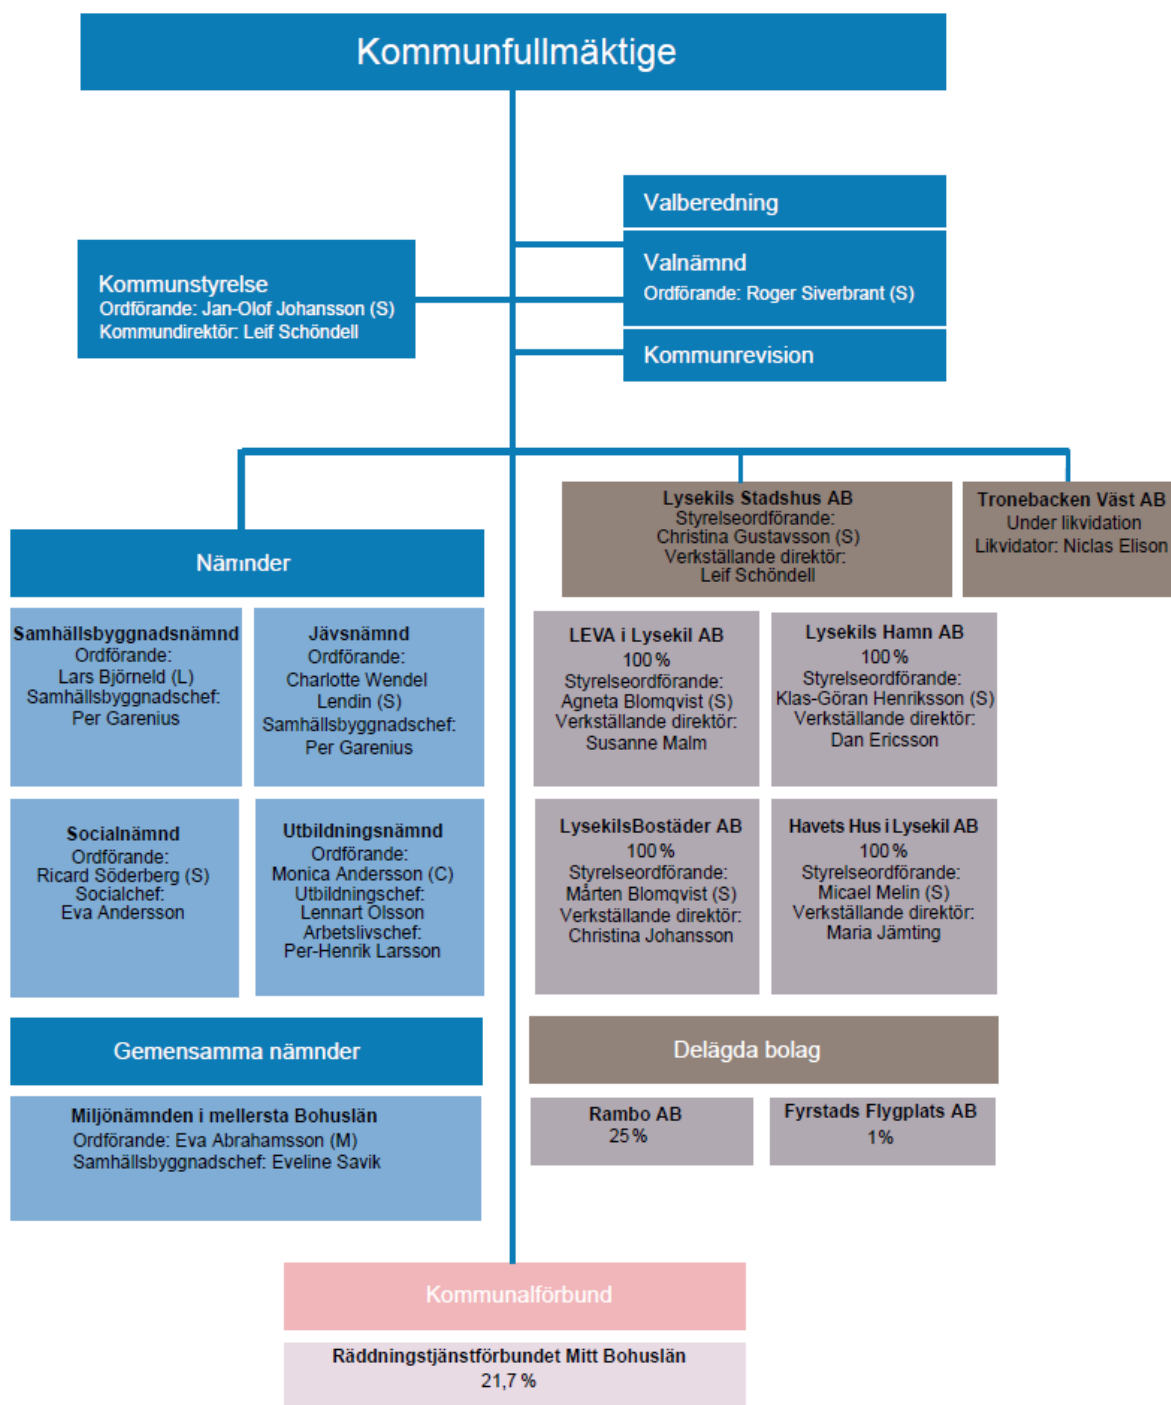 Kommunfullmäktige
Valberedning
Valnämnd
Ordförande: Roger Siverbrant (S)
Kommunrevision
Kommunstyrelse
Ordförande: Jan-Olof Johansson (S)
Kommundirektör: Leif Schöndell
Lysekils Stadshus AB
Styrelseordförande:
Christina Gustavsson (S)
Verkställande direktör:
Leif Schöndell
Tronebacken Väst AB
Under likvidation
Likvidator: Niclas Elison
Nämnder
Samhällsbyggnadsnämnd
Ordförande:
Lars Björneld (L)
Samhällsbyggnadschef:
Per Garenius
Jävsnämnd
Ordförande:
Charlotte Wendel
Lendin (S)
Samhällsbyggnadschef:
Per Garenius
Socialnämnd
Ordförande:
Ricard Söderberg (S)
Socialchef:
Eva Andersson
Utbildningsnämnd
Ordförande:
Monica Andersson (C)
Utbildningschef:
Lennart Olsson
Arbetslivschef:
Per-Henrik Larsson
LEVA i Lysekil AB
100 %
Styrelseordförande:
Agneta Blomqvist (S)
Verkställande direktör:
Susanne Malm
Lysekils Hamn AB
100 %
Styrelseordförande:
Klas-Göran Henriksson (S)
Verkställande direktör:
Dan Ericsson
LysekilsBostäder AB
100 %
Styrelseordförande:
Mårten Blomqvist (S)
Verkställande direktör:
Christina Johansson
Havets Hus i Lysekil AB
100 %
Styrelseordförande:
Micael Melin (S)
Verkställande direktör:
Maria Jämting
Gemensamma nämnder
Miljönämnden i mellersta Bohuslän
Ordförande: Eva Abrahamsson (M)
Samhällsbyggnadschef: Eveline Savik
Delägda bolag
Rambo AB
25 %
Fyrstads Flygplats AB
1%
Kommunalförbund
Räddningstjänstförbundet Mitt Bohuslän
21,7 %